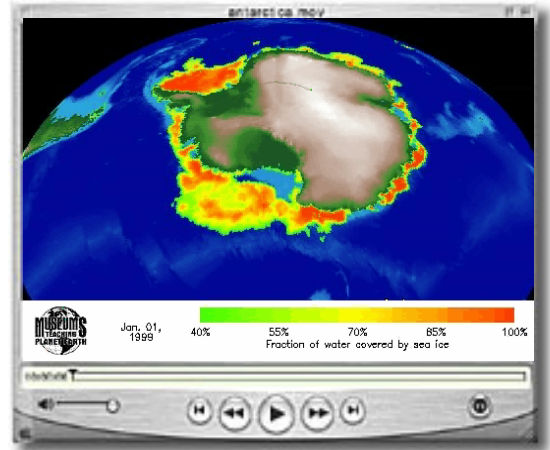 antarctica.mov
MUSEUMS
TEACHING
PLANET EARTH
Jan, 01,
1999
40% 55% 70% 85% 100%
Fraction of water covered by sea ice